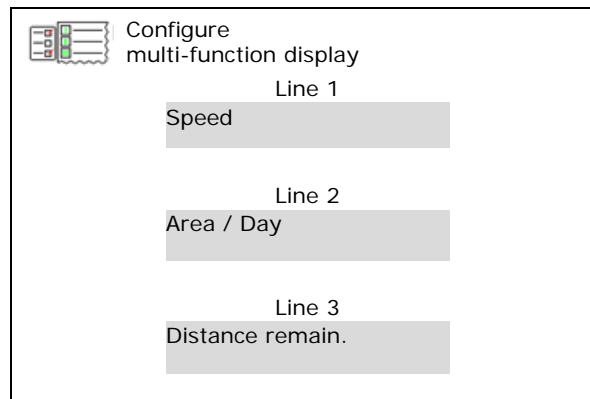 Configure
multi-function display
Line 1
Speed
Line 2
Area / Day
Line 3
Distance remain.